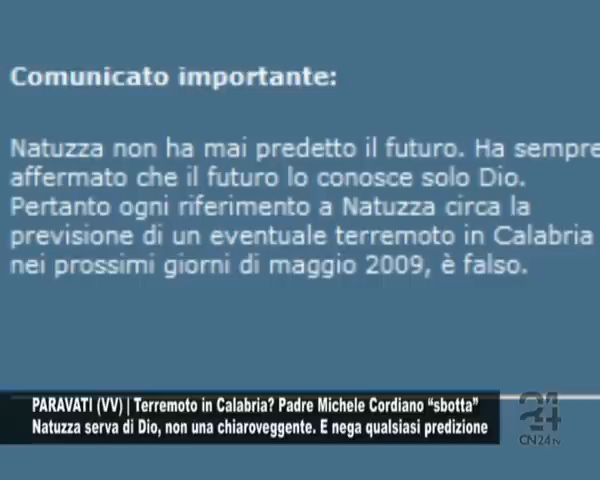 Comunicato importante:
Natuzza non ha mai predetto il futuro. Ha sempre
affermato che il futuro lo conosce solo Dio.
Pertanto ogni riferimento a Natuzza circa la
previsione di un eventuale terremoto in Calabria
nei prossimi giorni di maggio 2009, è falso.
PARAVATI (VV) | Terremoto in Calabria? Padre Michele Cordiano “sbotta”
Natuzza serva di Dio, non una chiaroveggente. E nega qualsiasi predizione
24
CN24tv